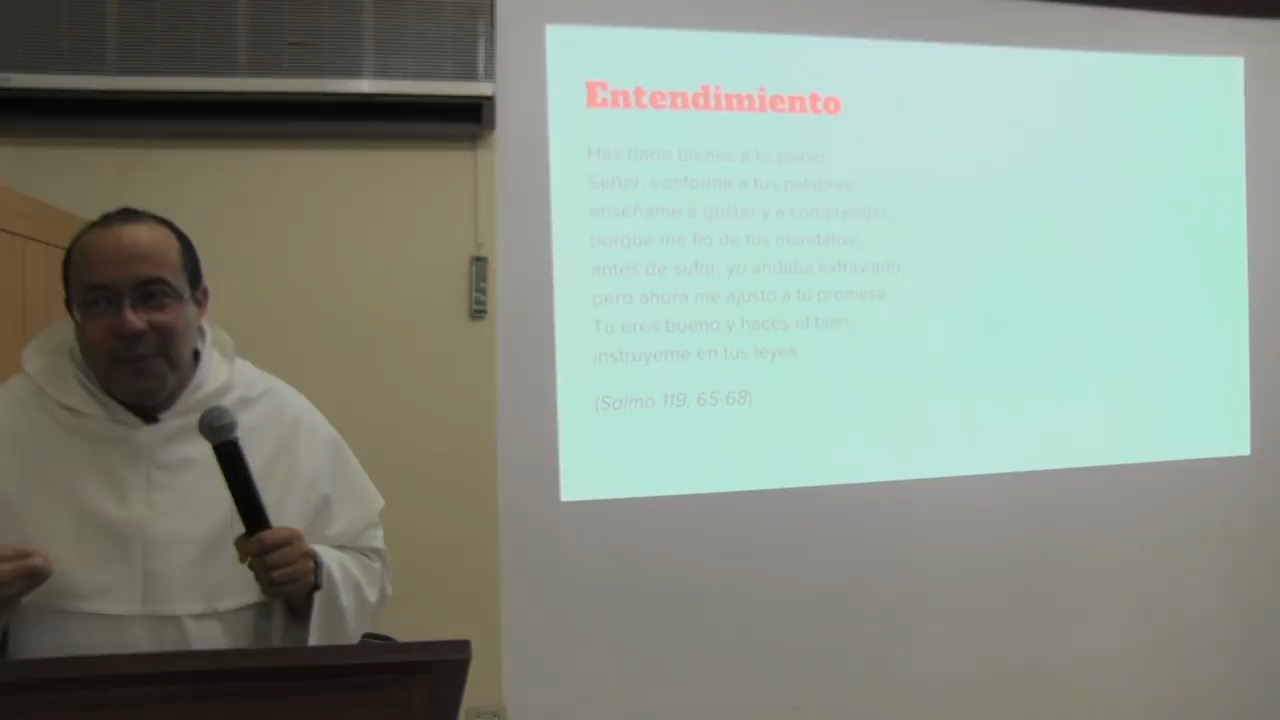 Entendimiento
Has dado bienes a tu siervo,
Señor, conforme a tus palabras;
enséñame a gustar y a comprender,
porque me fío de tus mandatos;
antes de sufrir, yo andaba extraviado,
pero ahora me ajusto a tu promesa.
Tú eres bueno y haces el bien;
instrúyeme en tus leyes.
(Salmo 119, 65-68)